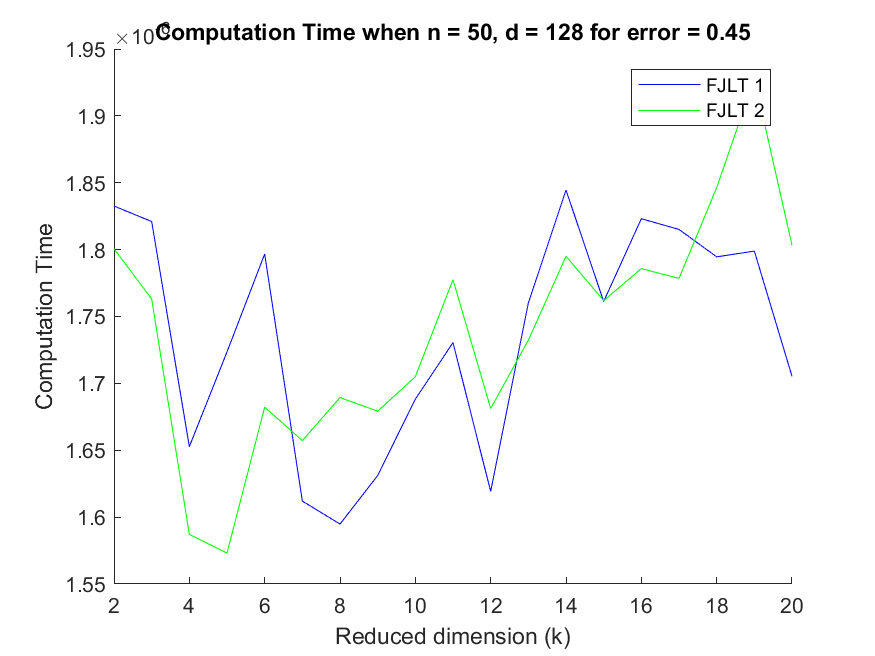 ×10
Computation Time when n = 50, d = 128 for error = 0.45
1.95
1.9
1.85
1.8
1.75
1.7
1.65
1.6
1.55
Computation Time
FJLT 1
FJLT 2
2 4 6 8 10 12 14 16 18 20
Reduced dimension (k)